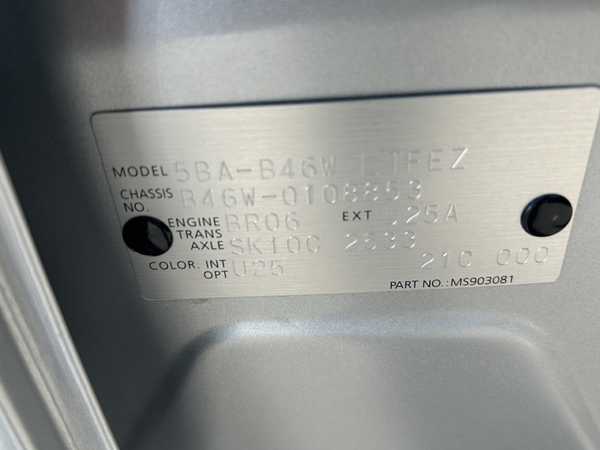 MODEL 5BA-B46W LTFEZ
CHASSIS NO. B46W-0108853
ENGINE BR06 EXT U25A
TRANS AXLE SK10C 2633
COLOR. INT OPT U25 21C 000
PART NO.:MS903081